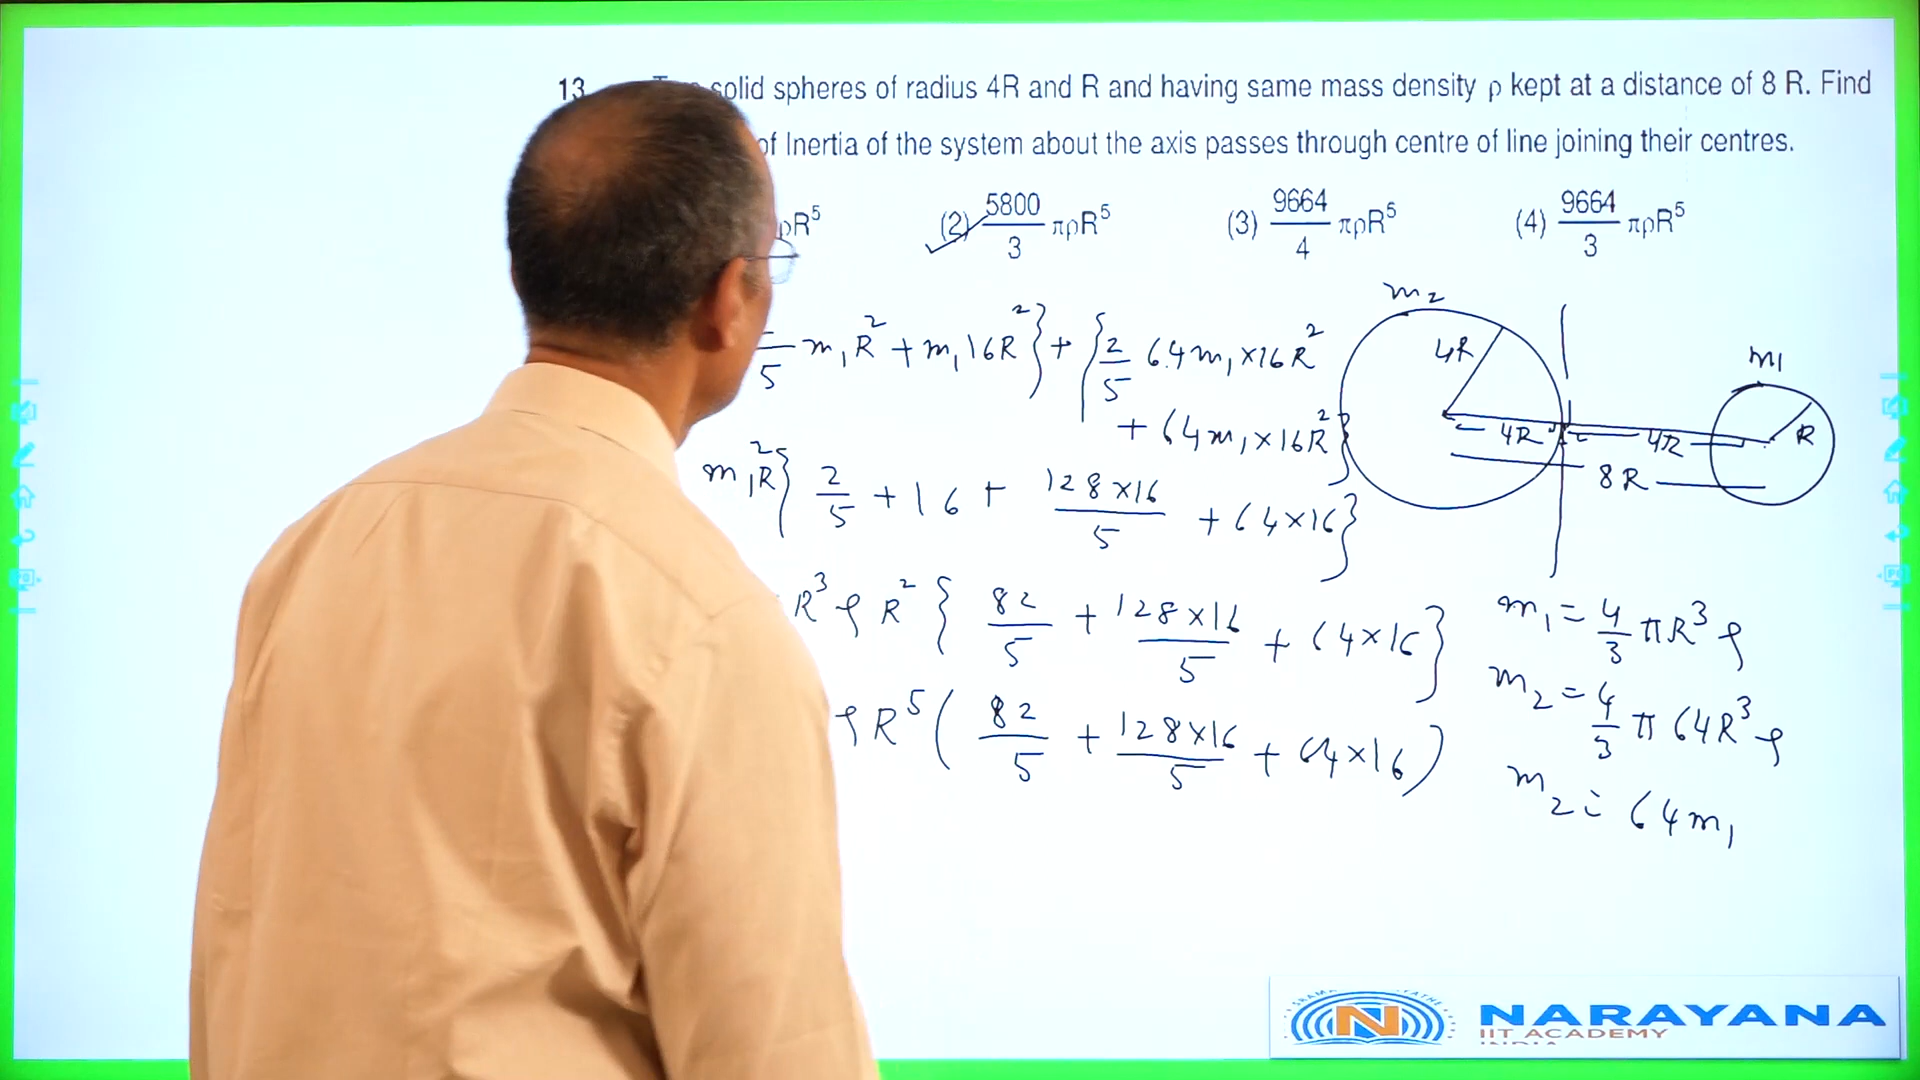 13. solid spheres of radius 4R and R and having same mass density ρ kept at a distance of 8 R. Find
of Inertia of the system about the axis passes through centre of line joining their centres.
ρR⁵ (2) 5800/3 πρR⁵ (3) 9664/4 πρR⁵ (4) 9664/3 πρR⁵
m₂
/5 m₁R² + m₁16R² } + { 2/5 64m₁×16R²
+ 64m₁×16R² }
4R
m₁
4R 4R R
8R
m₁R² { 2/5 + 16 + 128×16/5 + 64×16 }
R³ρ R² { 82/5 + 128×16/5 + 64×16 }
m₁ = 4/3 πR³ρ
ρR⁵ ( 82/5 + 128×16/5 + 64×16 )
m₂ = 4/3 π 64R³ρ
m₂ = 64m₁
NARAYANA
IIT ACADEMY
INDIA